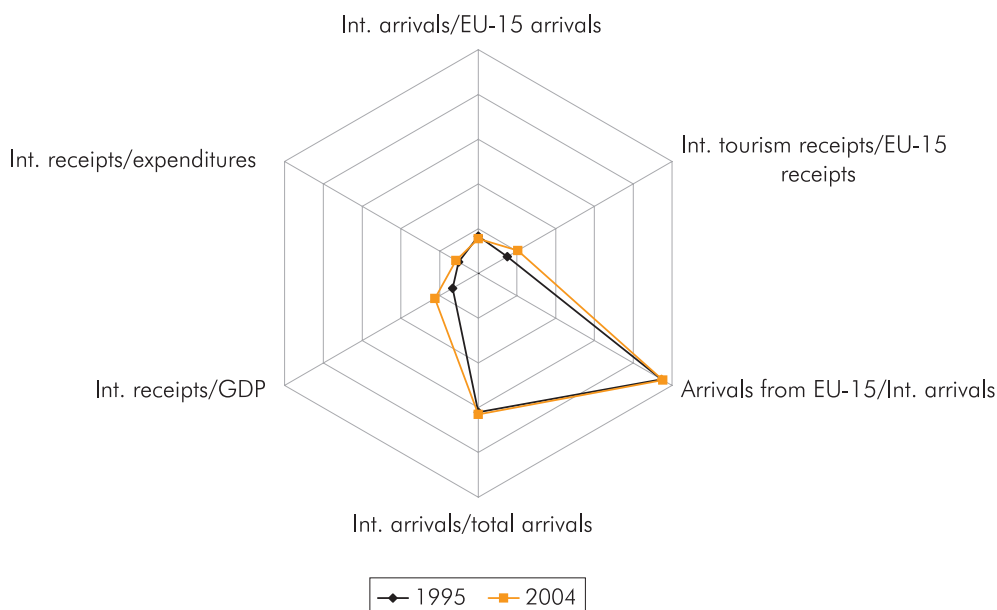 Int. arrivals/EU-15 arrivals
Int. receipts/expenditures
Int. tourism receipts/EU-15
receipts
Int. receipts/GDP
Arrivals from EU-15/Int. arrivals
Int. arrivals/total arrivals
1995
2004